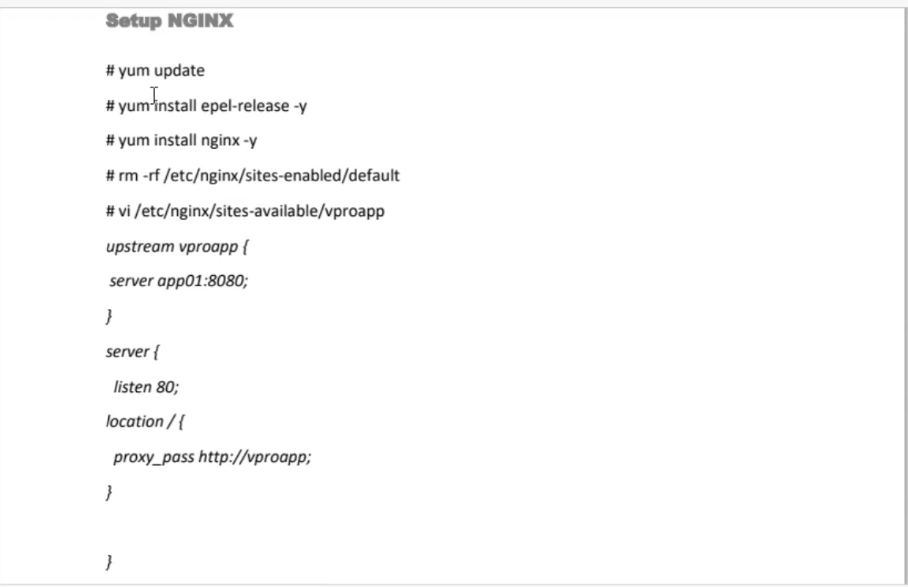 Setup NGINX
# yum update
# yum install epel-release -y
# yum install nginx -y
# rm -rf /etc/nginx/sites-enabled/default
# vi /etc/nginx/sites-available/vproapp
upstream vproapp {
server app01:8080;
}
server {
listen 80;
location / {
proxy_pass http://vproapp;
}
}